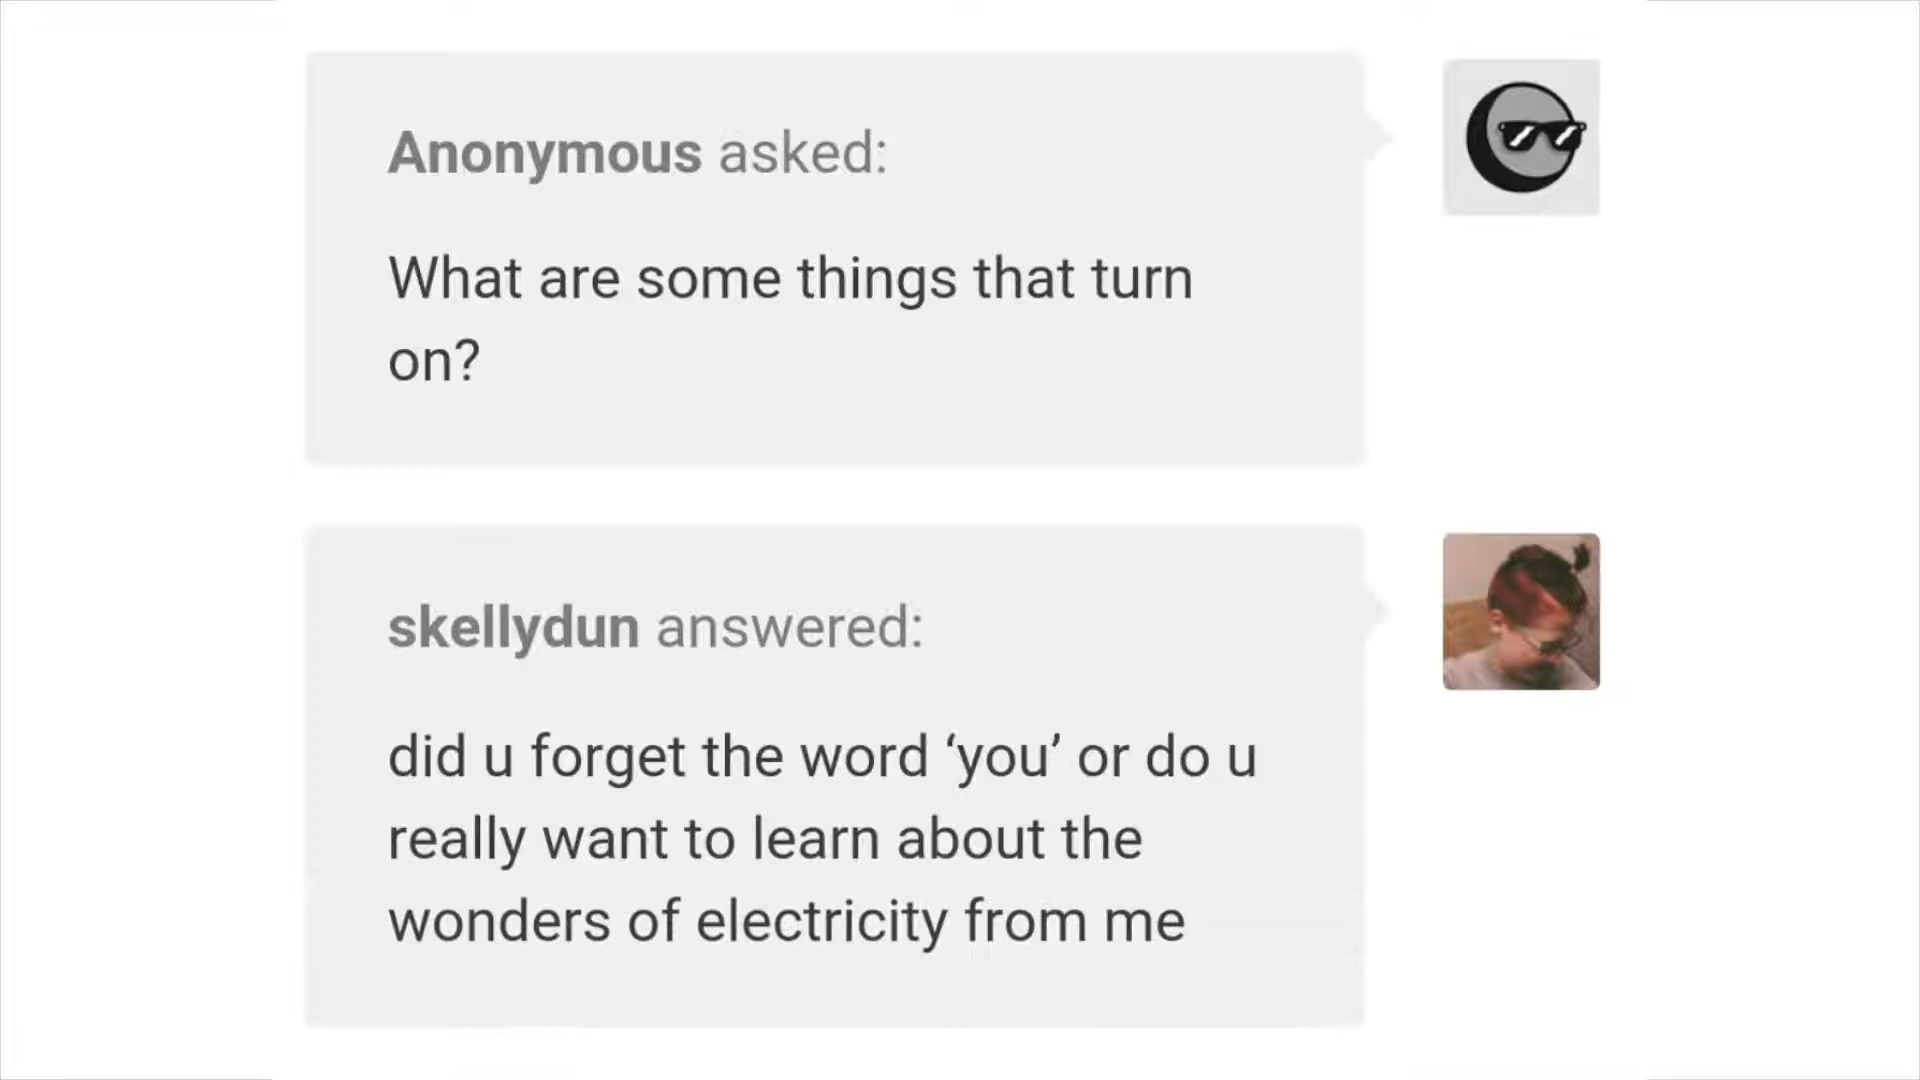 Anonymous asked:
What are some things that turn
on?
skellydun answered:
did u forget the word ‘you’ or do u
really want to learn about the
wonders of electricity from me